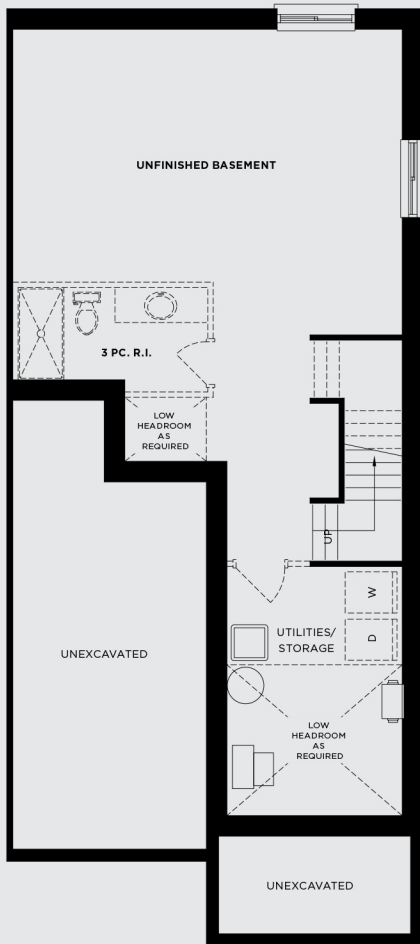 UNFINISHED BASEMENT
3 PC. R.I.
LOW
HEADROOM
AS
REQUIRED
UP
W
D
UTILITIES/
STORAGE
UNEXCAVATED
LOW
HEADROOM
AS
REQUIRED
UNEXCAVATED